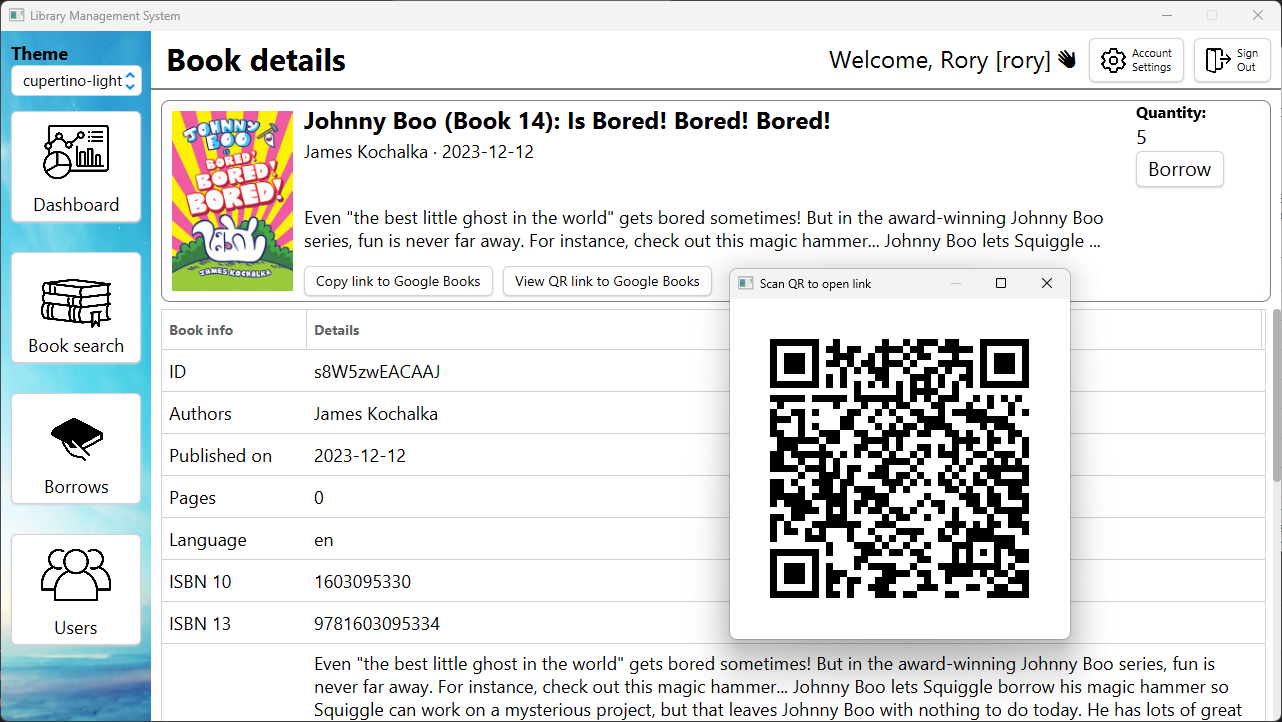 Library Management System
Theme
cupertino-light
Dashboard
Book search
Borrows
Users
Book details
Welcome, Rory [rory] 👋
Account
Settings
Sign
Out
JOHNNY BOO
IS
BORED!
BORED!
BORED!
JAMES KOCHALKA
Johnny Boo (Book 14): Is Bored! Bored! Bored!
James Kochalka · 2023-12-12
Even "the best little ghost in the world" gets bored sometimes! But in the award-winning Johnny Boo
series, fun is never far away. For instance, check out this magic hammer... Johnny Boo lets Squiggle ...
Copy link to Google Books
View QR link to Google Books
Quantity:
5
Borrow
Scan QR to open link
Book info Details
ID s8W5zwEACAAJ
Authors James Kochalka
Published on 2023-12-12
Pages 0
Language en
ISBN 10 1603095330
ISBN 13 9781603095334
Even "the best little ghost in the world" gets bored sometimes! But in the award-winning Johnny Boo series, fun is
never far away. For instance, check out this magic hammer... Johnny Boo lets Squiggle borrow his magic hammer so
Squiggle can work on a mysterious project, but that leaves Johnny Boo with nothing to do today. He has lots of great